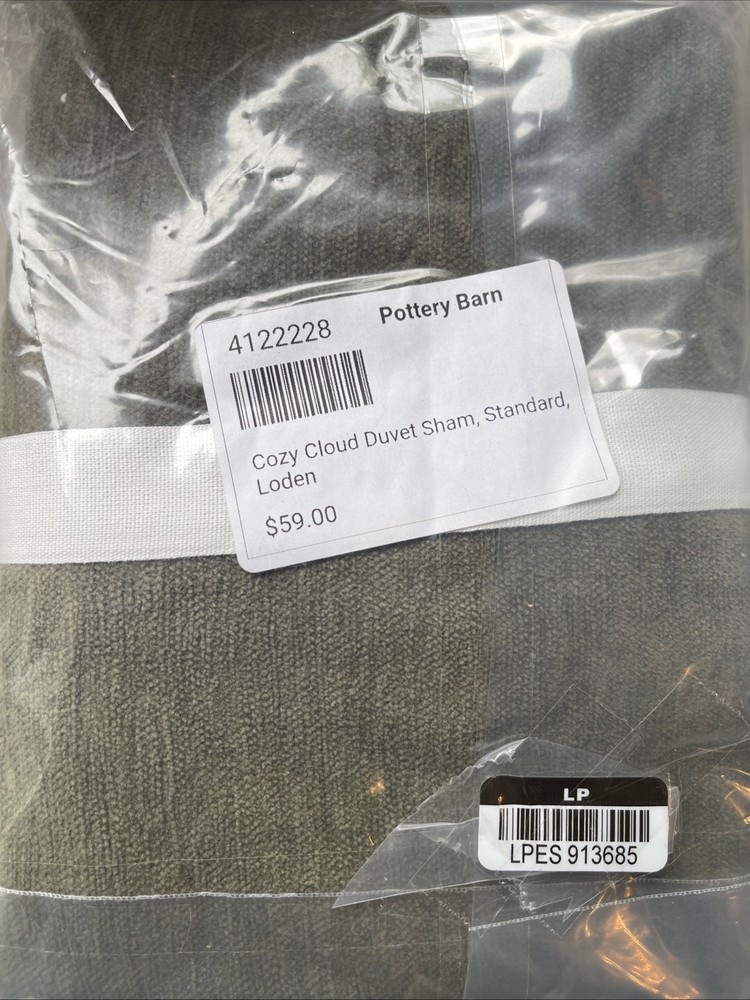 4122228
Pottery Barn
Cozy Cloud Duvet Sham, Standard,
Loden
$59.00
LP
LPES 913685